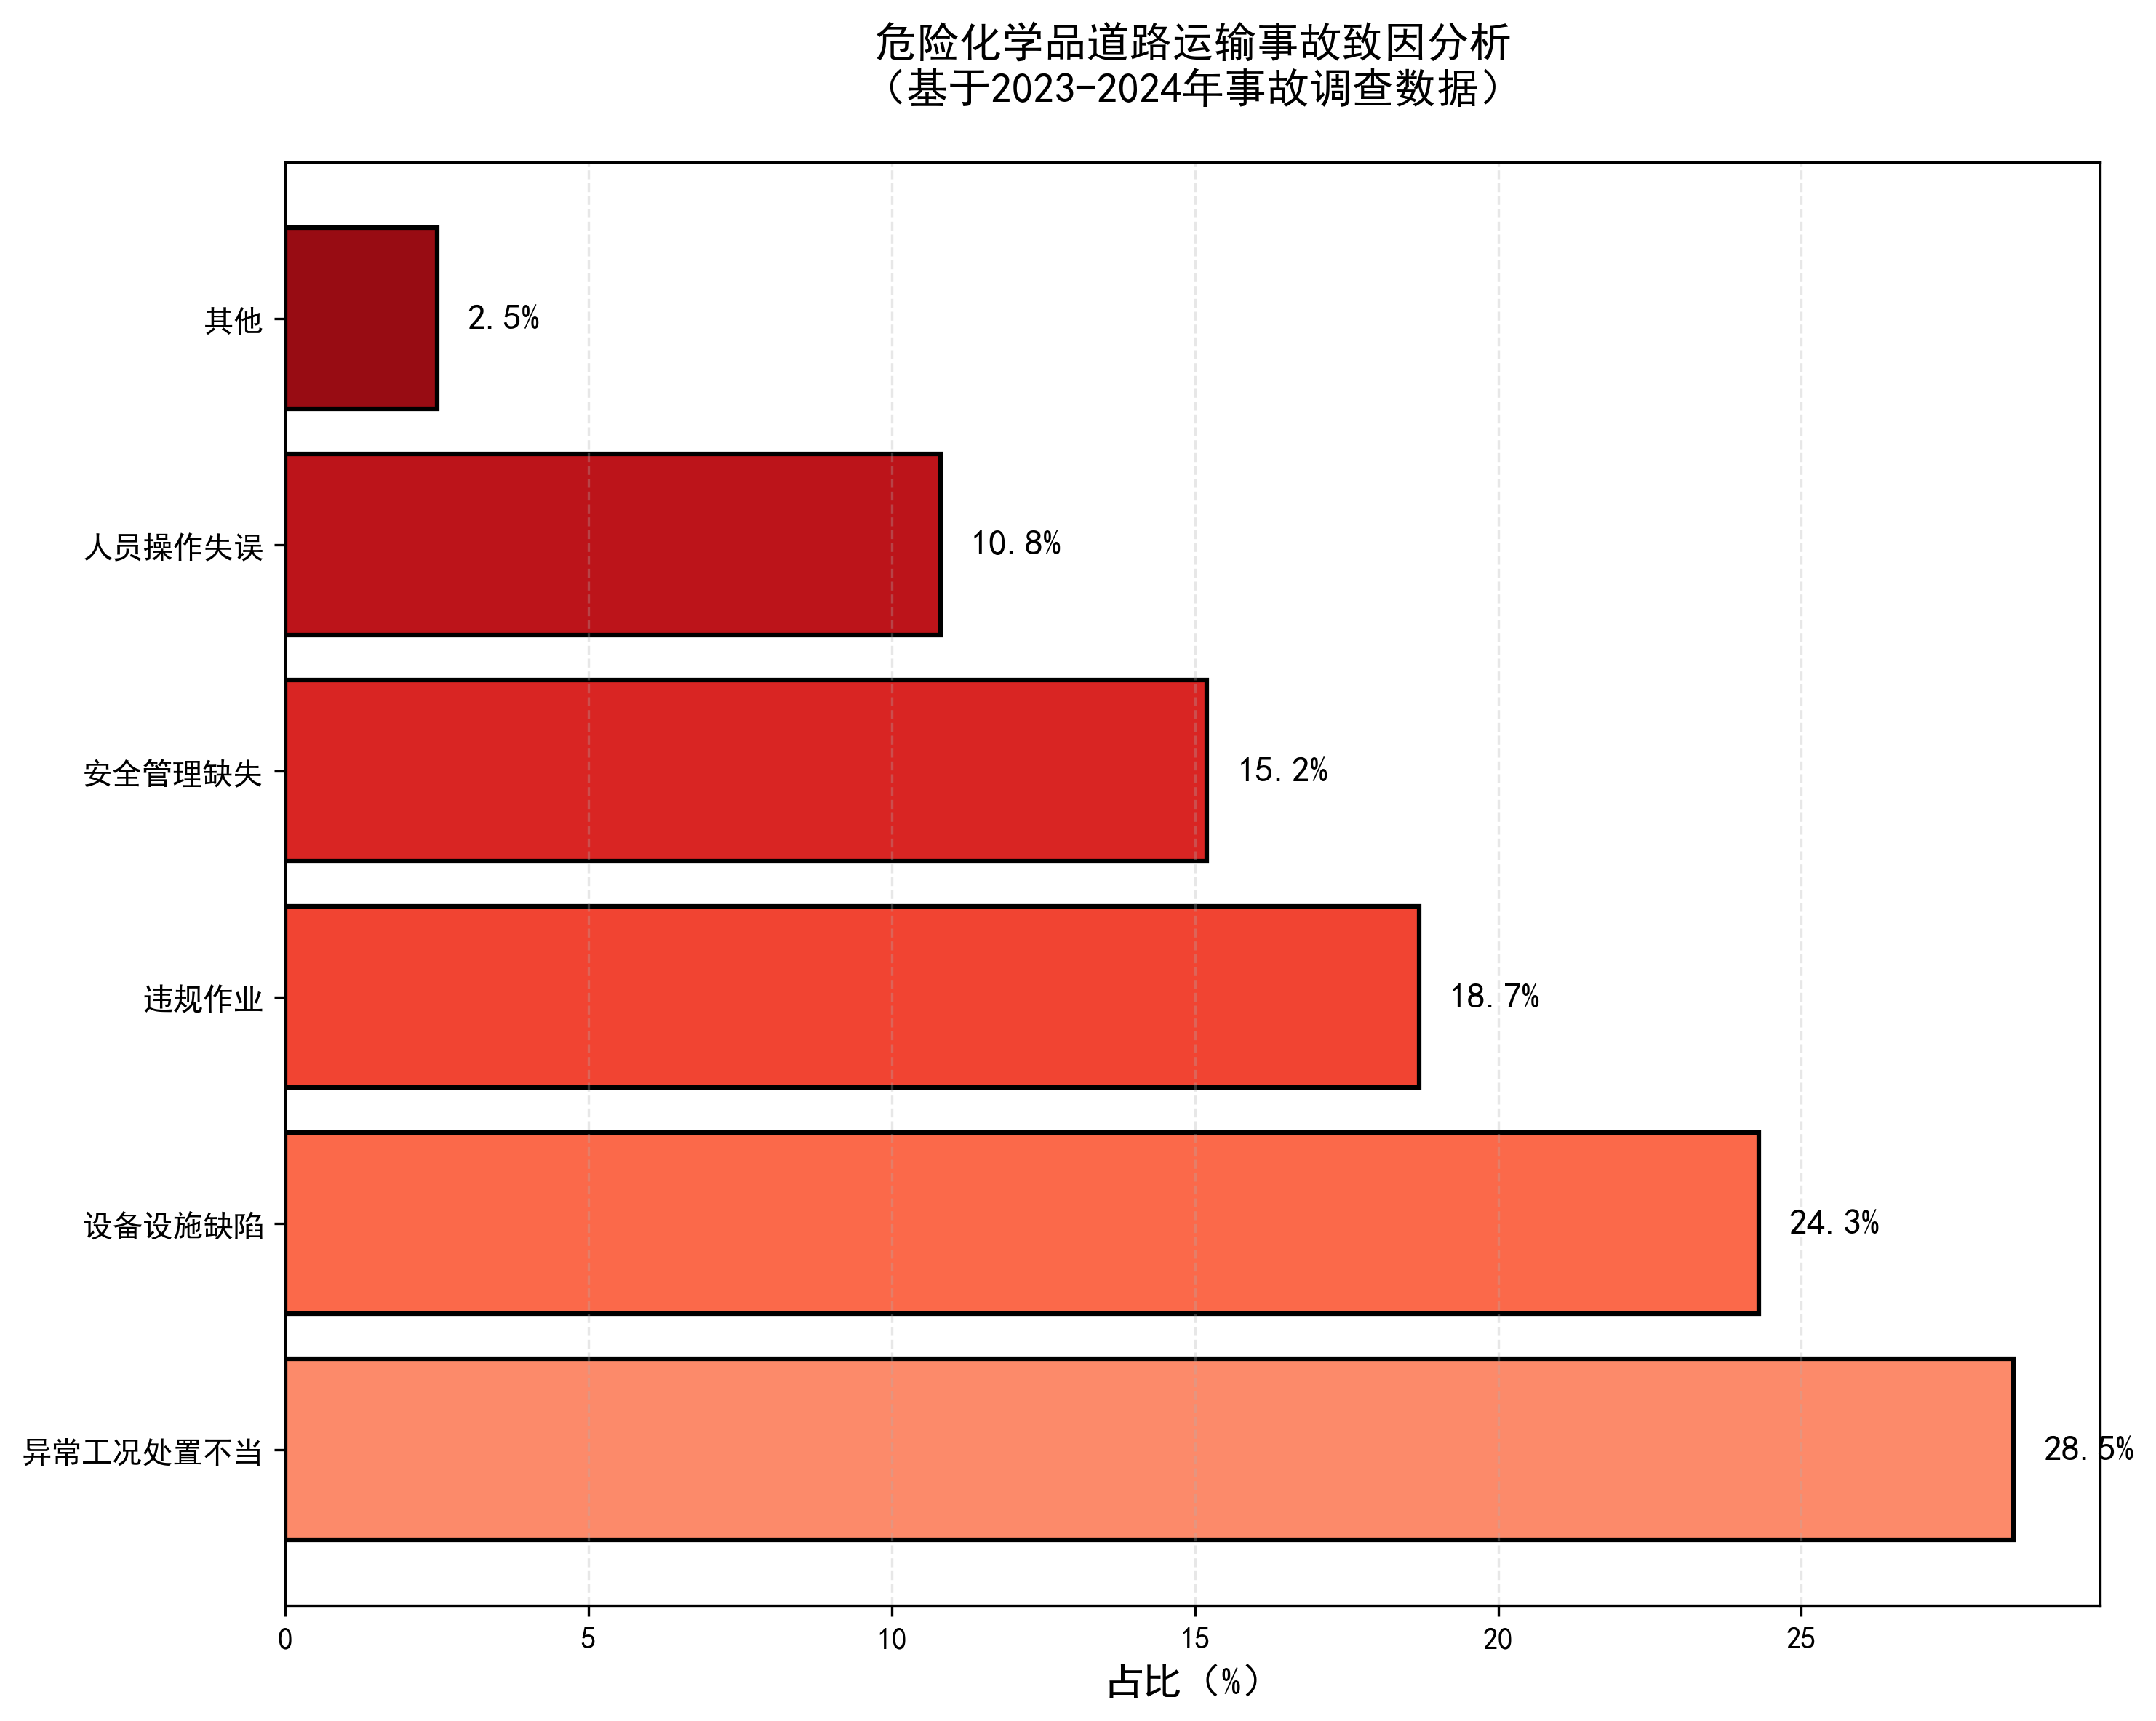 危险化学品道路运输事故致因分析
（基于2023-2024年事故调查数据）
其他
2.5%
人员操作失误
10.8%
安全管理缺失
15.2%
违规作业
18.7%
设备设施缺陷
24.3%
异常工况处置不当
28.5%
0 5 10 15 20 25
占比（%）